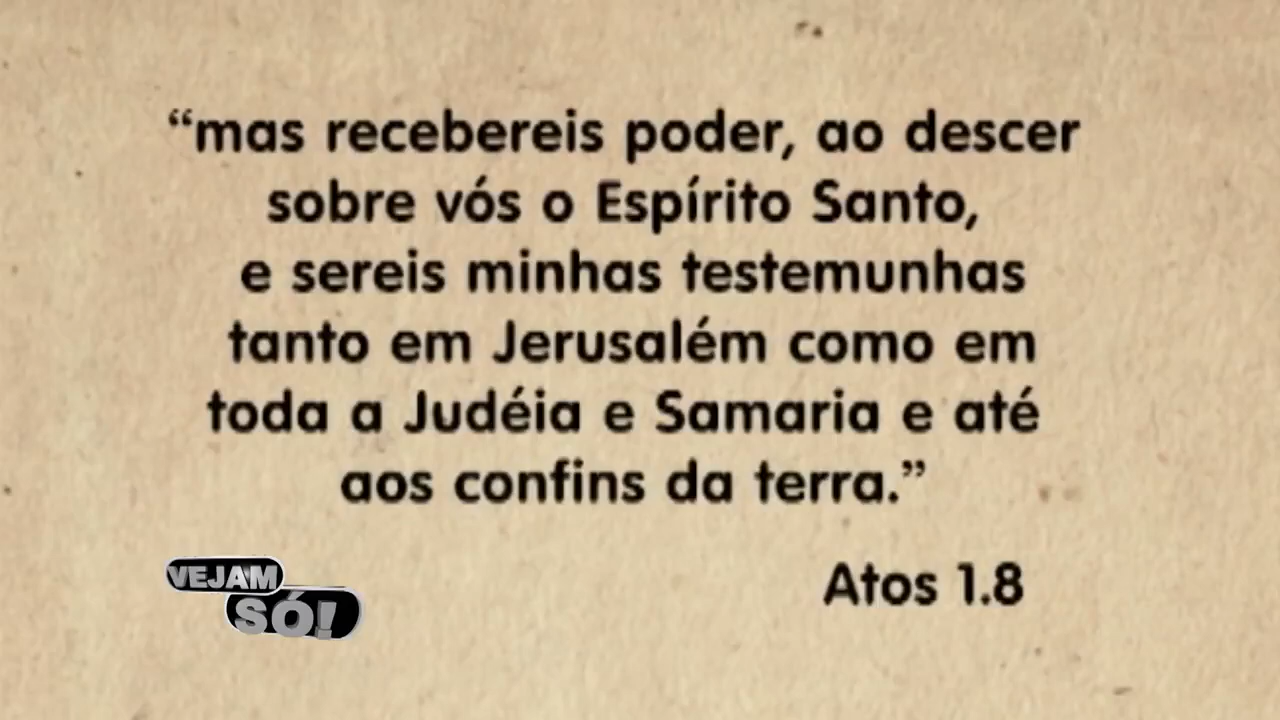 “mas recebereis poder, ao descer
sobre vós o Espírito Santo,
e sereis minhas testemunhas
tanto em Jerusalém como em
toda a Judéia e Samaria e até
aos confins da terra.”
Atos 1.8
VEJAM
SÓ!